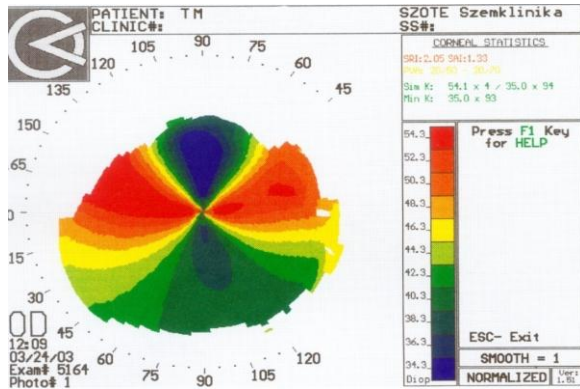 PATIENT: TM
CLINIC#:
SZOTE Szemklinika
SS#:
CORNEAL STATISTICS
SRI:2.05 SAI:1.33
Sim K: 54.1 x 4 / 35.0 x 94
Min K: 35.0 x 93
Press F1 Key
for HELP
54.3
52.3
50.3
48.3
46.3
44.3
42.3
40.3
38.3
36.3
34.3
Diop
ESC- Exit
SMOOTH = 1
NORMALIZED
Ver:
135
120
105
90
75
60
45
150
65
0
15
30
45
60
75
90
105
120
OD
12:09
03/24/03
Exam# 5164
Photo# 1